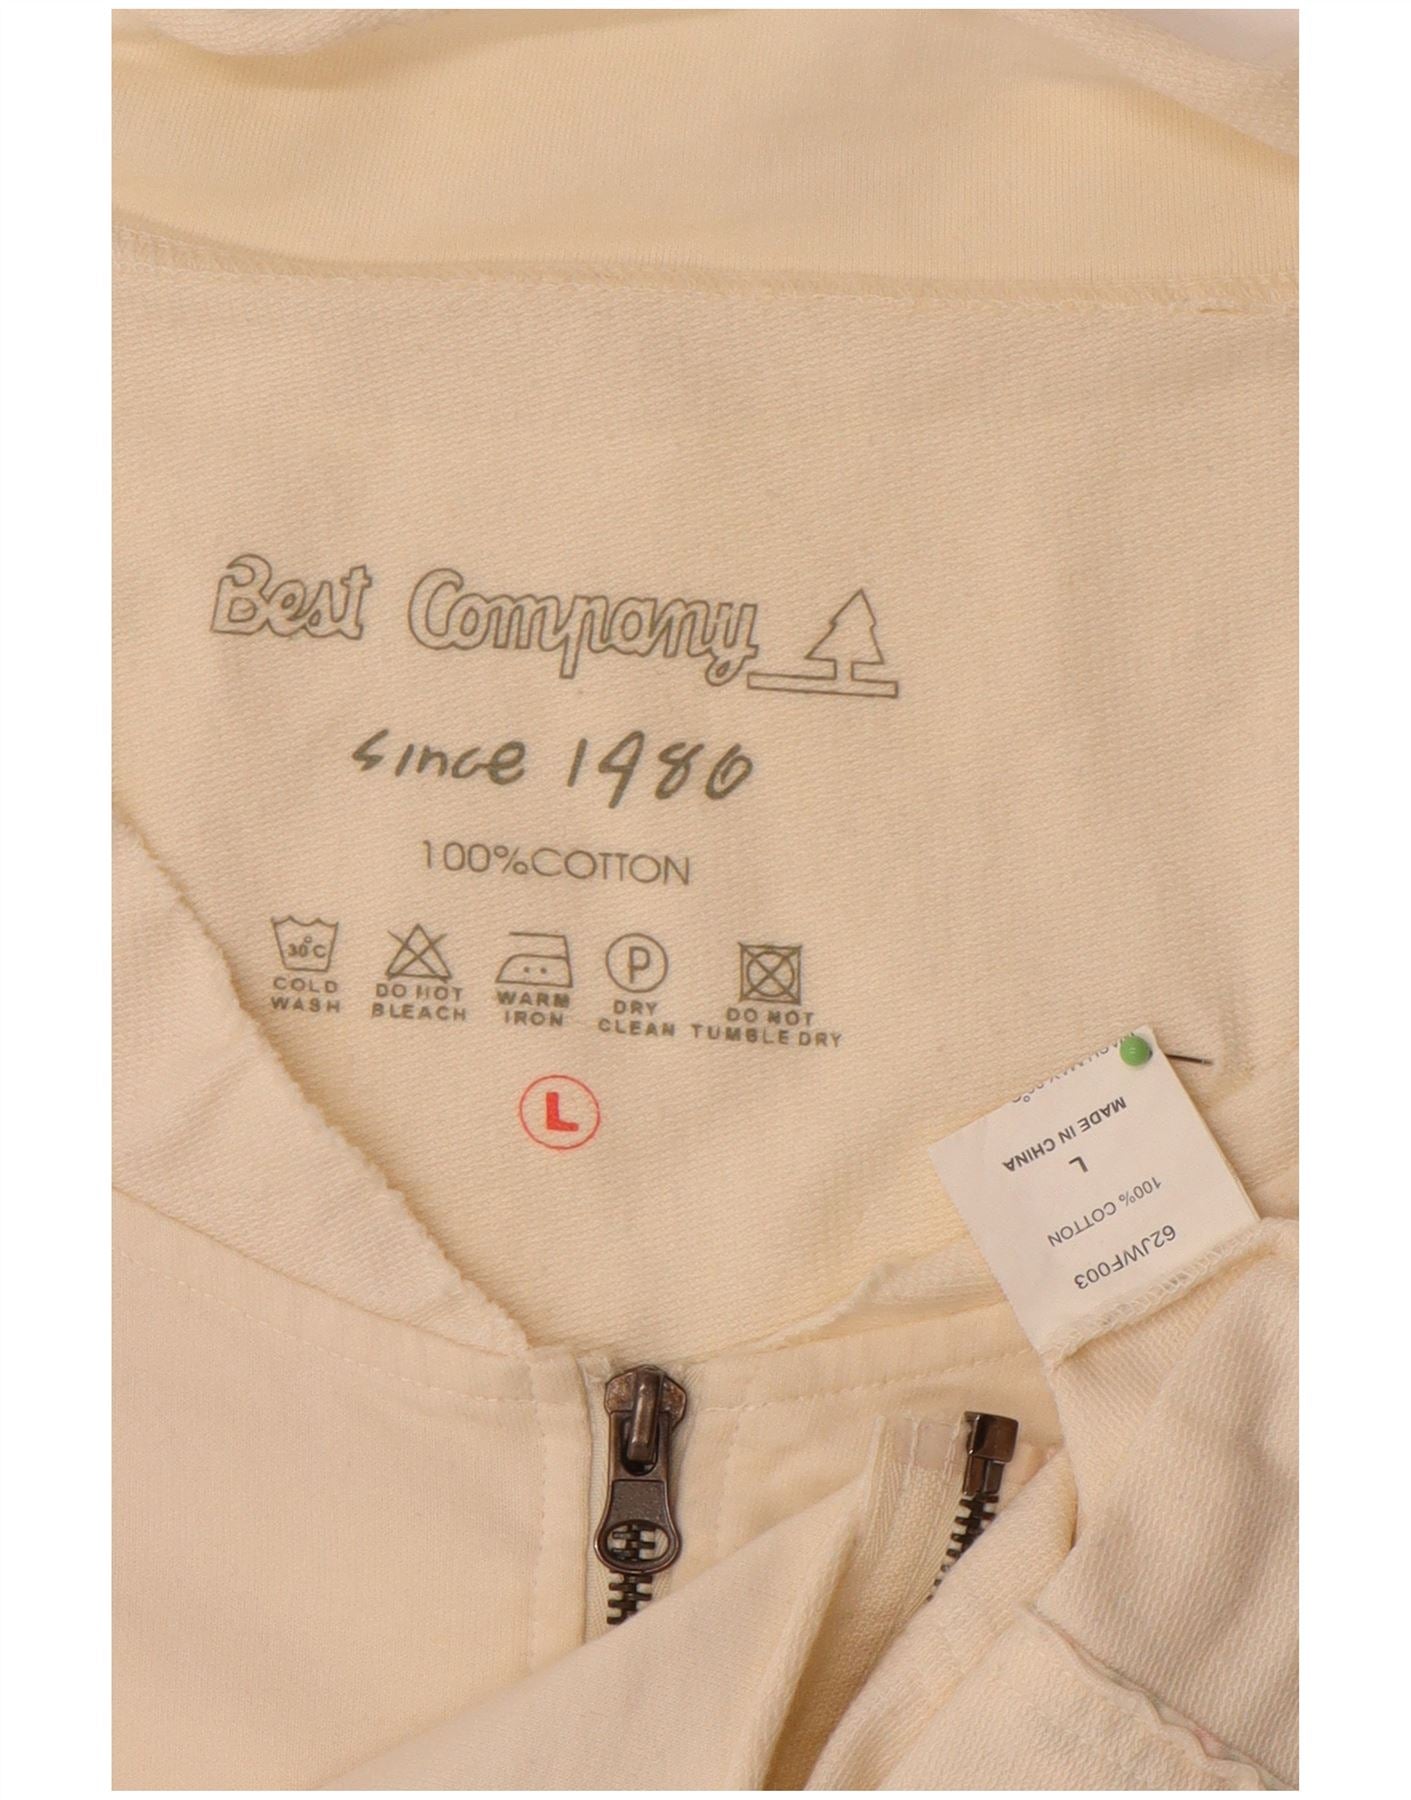 Best Company
since 1980
100%COTTON
30°C
COLD WASH
DO NOT BLEACH
WARM IRON
P
DRY CLEAN
DO NOT TUMBLE DRY
L
62JWF003
100% COTTON
L
MADE IN CHINA